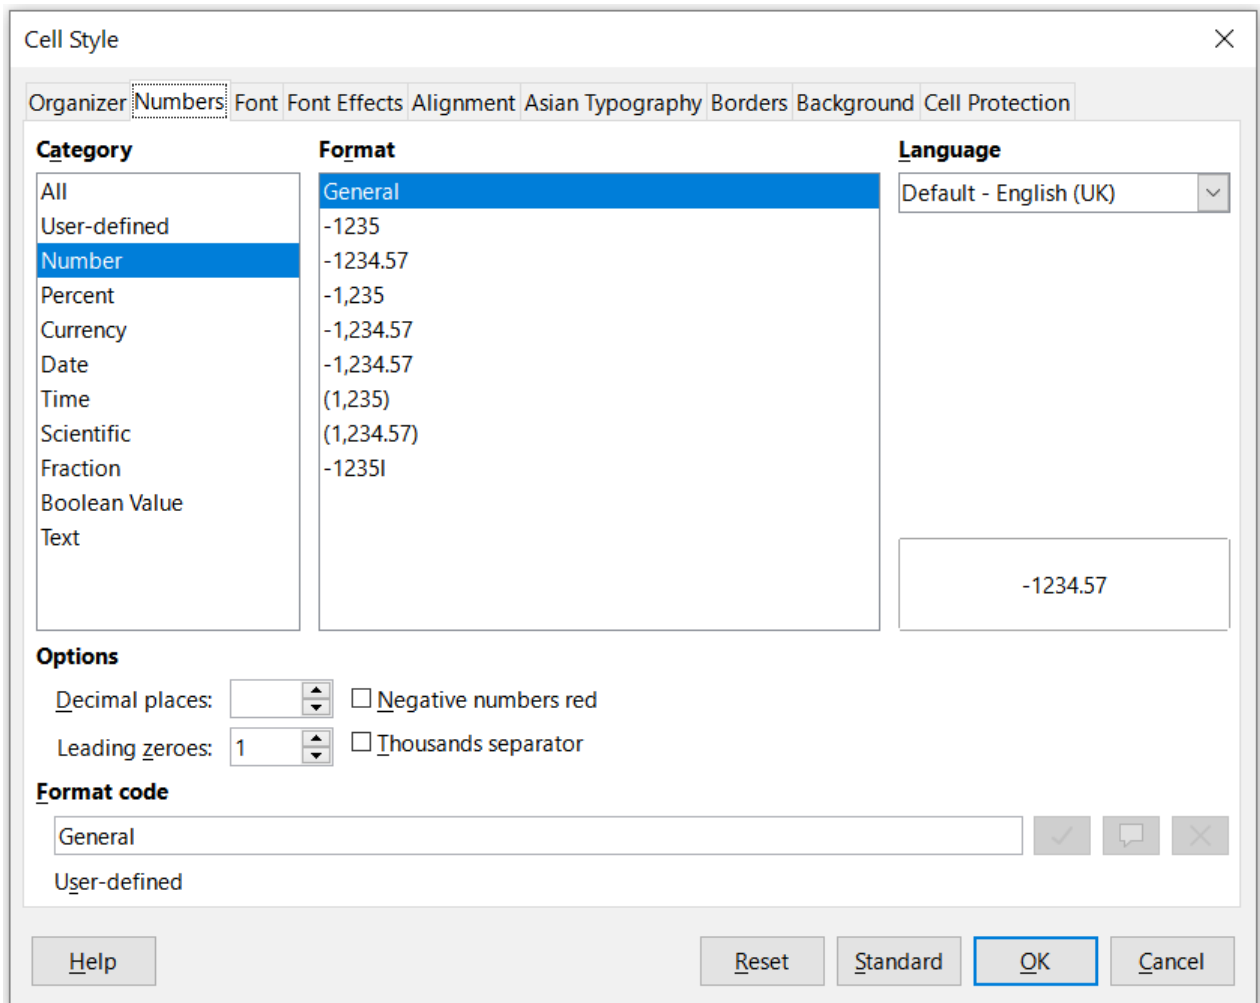 Cell Style
Organizer Numbers Font Font Effects Alignment Asian Typography Borders Background Cell Protection
Category
All
User-defined
Number
Percent
Currency
Date
Time
Scientific
Fraction
Boolean Value
Text
Format
General
-1235
-1234.57
-1,235
-1,234.57
-1,234.57
(1,235)
(1,234.57)
-1235I
Language
Default - English (UK)
-1234.57
Options
Decimal places:
Negative numbers red
Leading zeroes: 1
Thousands separator
Format code
General
User-defined
Help Reset Standard OK Cancel